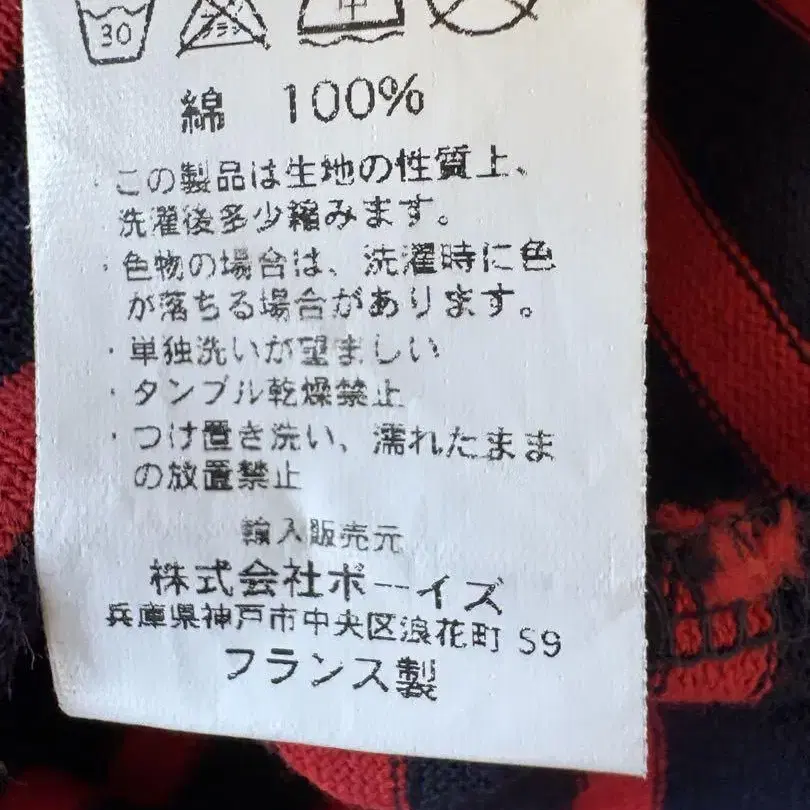 30
中
綿 100%
・この製品は生地の性質上、
洗濯後多少縮みます。
・色物の場合は、洗濯時に色
が落ちる場合があります。
・単独洗いが望ましい
・タンブル乾燥禁止
・つけ置き洗い、濡れたまま
の放置禁止
輸入販売元
株式会社ボーイズ
兵庫県神戸市中央区浪花町 59
フランス製